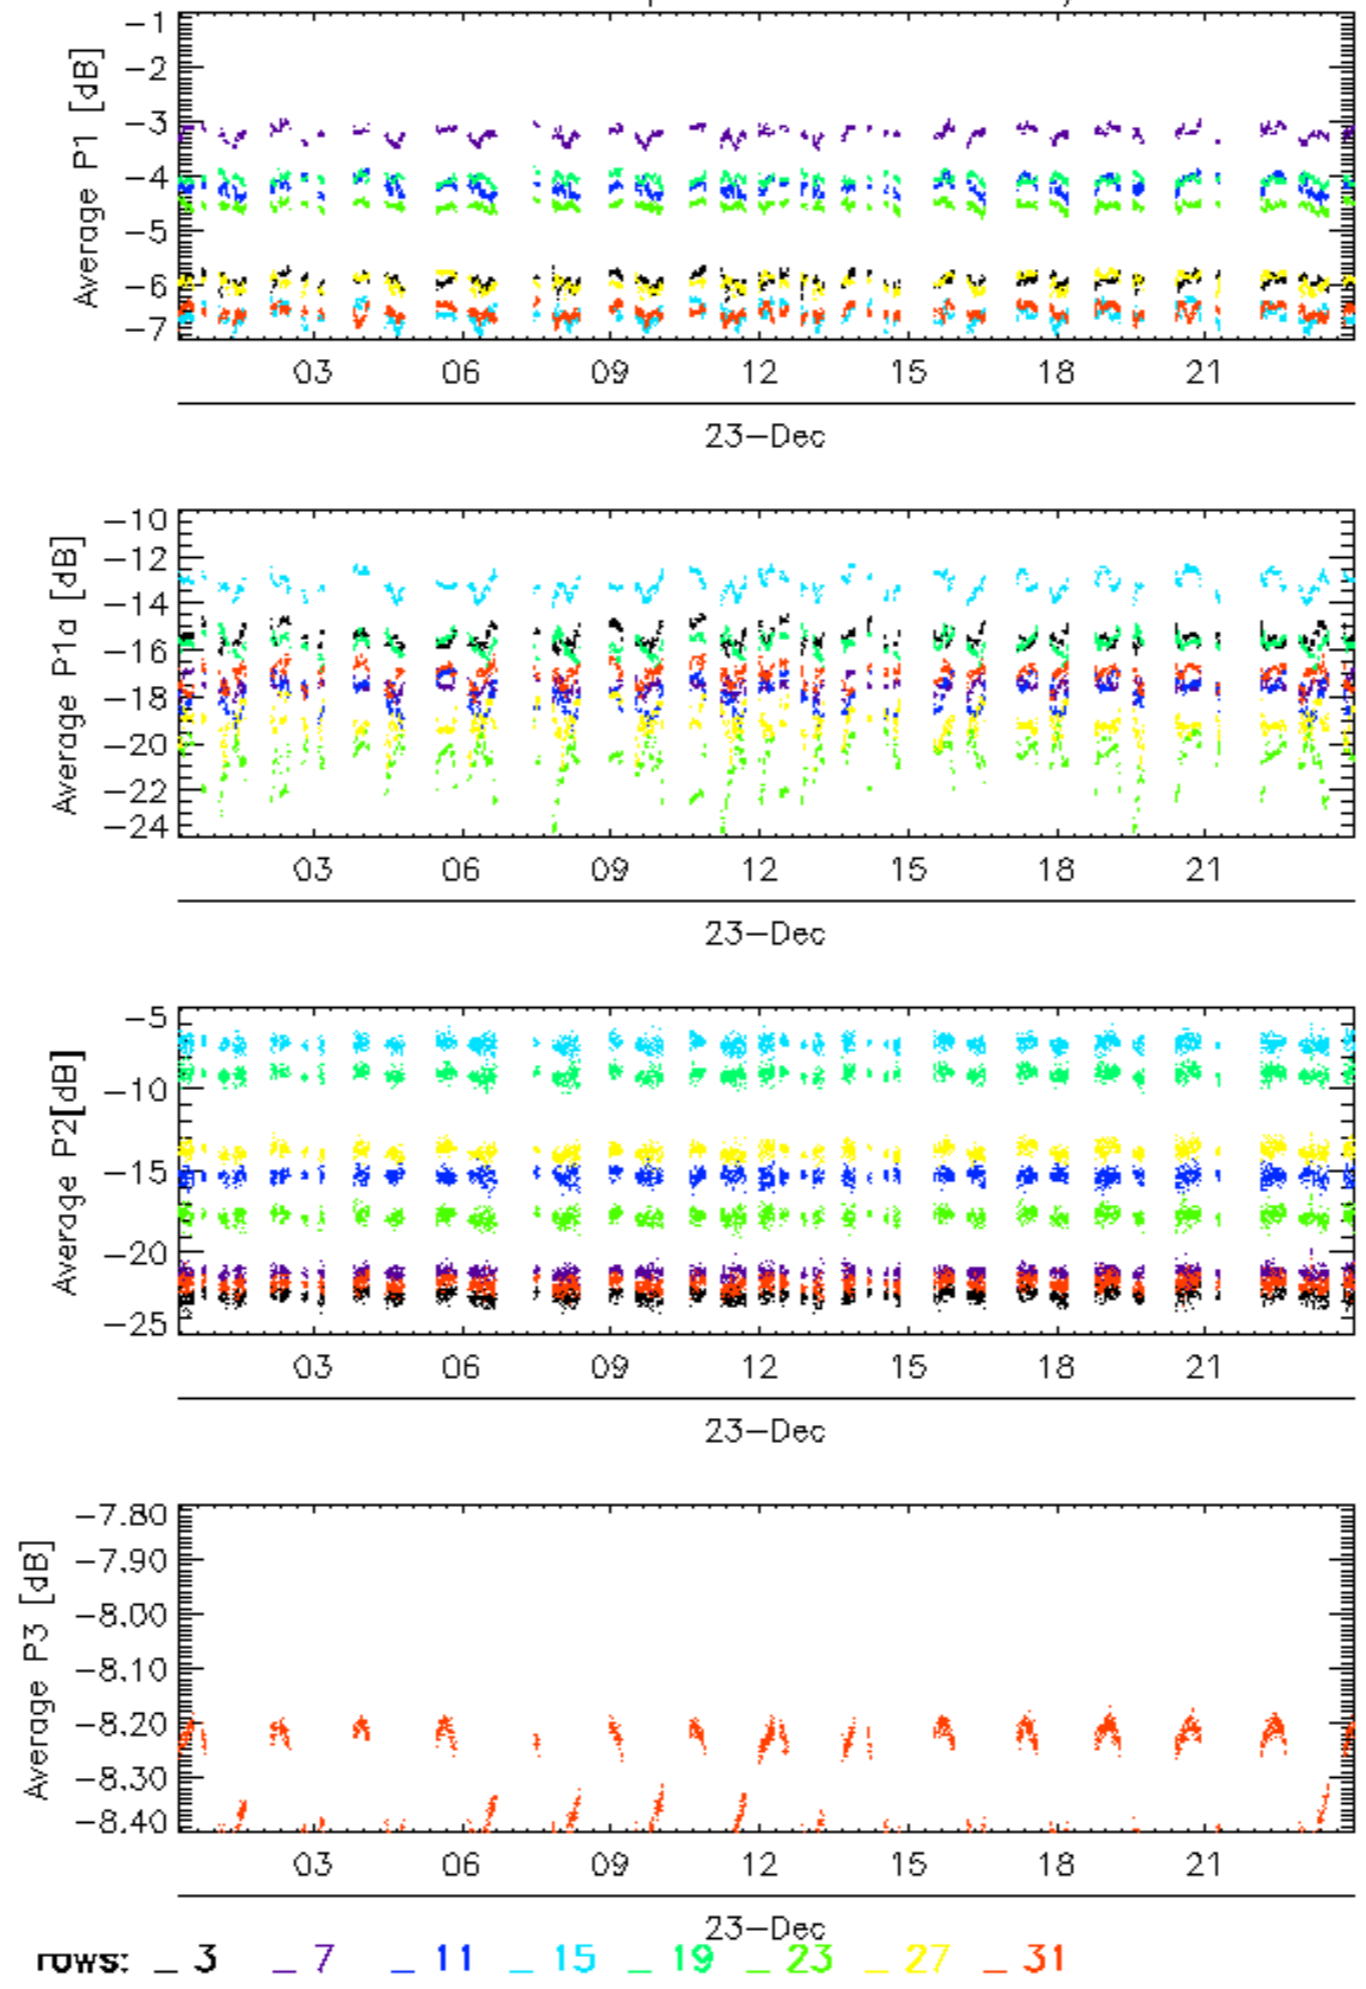 Average P1 [dB]
-1
-2
-3
-4
-5
-6
-7
03 06 09 12 15 18 21
23-Dec
Average P1a [dB]
-10
-12
-14
-16
-18
-20
-22
-24
03 06 09 12 15 18 21
23-Dec
Average P2[dB]
-5
-10
-15
-20
-25
03 06 09 12 15 18 21
23-Dec
Average P3 [dB]
-7.80
-7.90
-8.00
-8.10
-8.20
-8.30
-8.40
03 06 09 12 15 18 21
23-Dec
rows: _ 3 _ 7 _ 11 _ 15 _ 19 _ 23 _ 27 _ 31